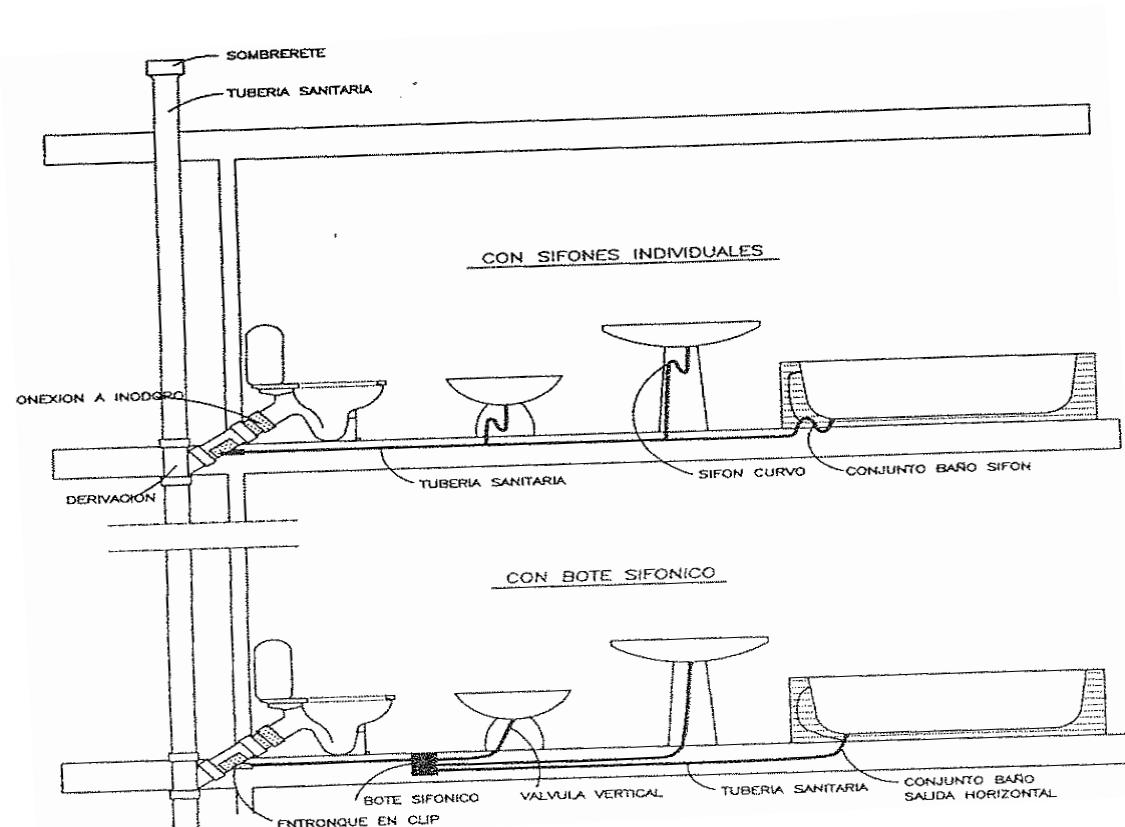 SOMBRERETE
TUBERIA SANITARIA
CON SIFONES INDIVIDUALES
ONEXION A INODORO
TUBERIA SANITARIA
SIFON CURVO
CONJUNTO BAÑO SIFON
DERIVACION
CON BOTE SIFONICO
BOTE SIFONICO
VALVULA VERTICAL
TUBERIA SANITARIA
CONJUNTO BAÑO
SALIDA HORIZONTAL
ENTRONQUE EN CLIP